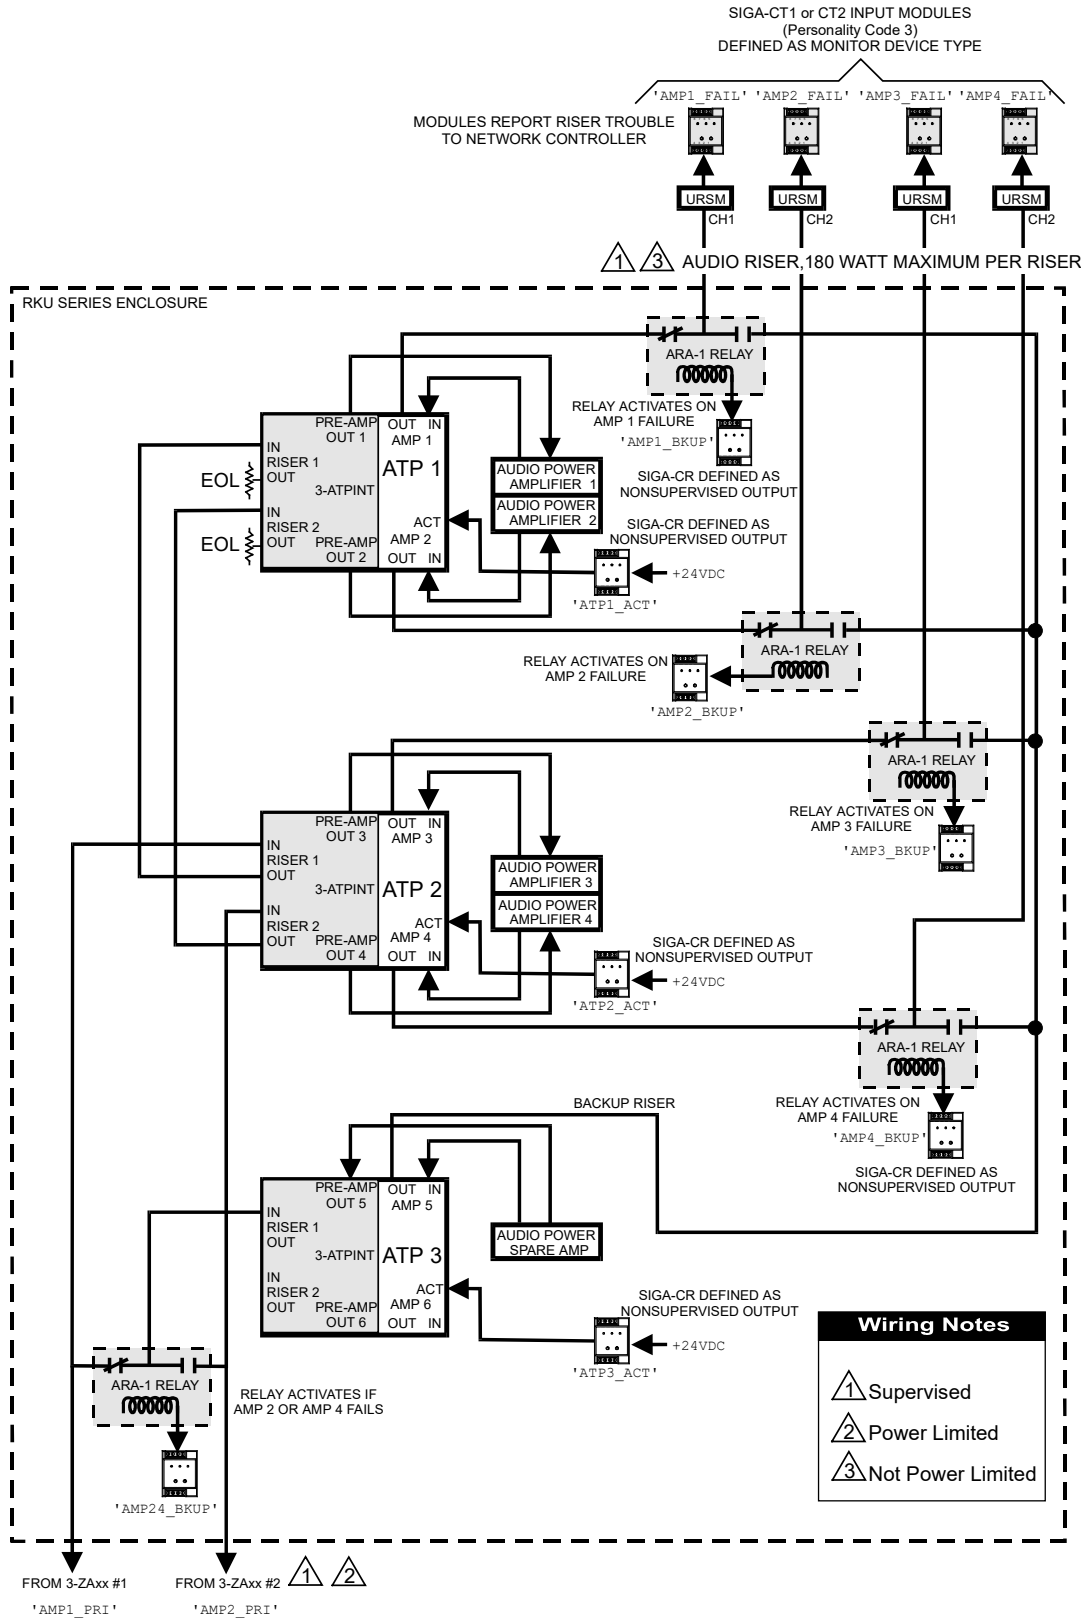 SIGA-CT1 or CT2 INPUT MODULES
(Personality Code 3)
DEFINED AS MONITOR DEVICE TYPE
'AMP1_FAIL' 'AMP2_FAIL' 'AMP3_FAIL' 'AMP4_FAIL'
MODULES REPORT RISER TROUBLE
TO NETWORK CONTROLLER
URSM URSM URSM URSM
CH1 CH2 CH1 CH2
1 3 AUDIO RISER,180 WATT MAXIMUM PER RISER
RKU SERIES ENCLOSURE
ARA-1 RELAY
RELAY ACTIVATES ON
AMP 1 FAILURE
'AMP1_BKUP'
SIGA-CR DEFINED AS
NONSUPERVISED OUTPUT
PRE-AMP
OUT 1
OUT IN
AMP 1
IN
RISER 1
OUT
EOL
3-ATPINT
ATP 1
IN
RISER 2
OUT
EOL
PRE-AMP
OUT 2
ACT
AMP 2
OUT IN
AUDIO POWER
AMPLIFIER 1
AUDIO POWER
AMPLIFIER 2
SIGA-CR DEFINED AS
NONSUPERVISED OUTPUT
+24VDC
'ATP1_ACT'
ARA-1 RELAY
RELAY ACTIVATES ON
AMP 2 FAILURE
'AMP2_BKUP'
ARA-1 RELAY
RELAY ACTIVATES ON
AMP 3 FAILURE
'AMP3_BKUP'
PRE-AMP
OUT 3
OUT IN
AMP 3
IN
RISER 1
OUT
3-ATPINT
ATP 2
IN
RISER 2
OUT
PRE-AMP
OUT 4
ACT
AMP 4
OUT IN
AUDIO POWER
AMPLIFIER 3
AUDIO POWER
AMPLIFIER 4
SIGA-CR DEFINED AS
NONSUPERVISED OUTPUT
+24VDC
'ATP2_ACT'
ARA-1 RELAY
RELAY ACTIVATES ON
AMP 4 FAILURE
'AMP4_BKUP'
SIGA-CR DEFINED AS
NONSUPERVISED OUTPUT
BACKUP RISER
PRE-AMP
OUT 5
OUT IN
AMP 5
IN
RISER 1
OUT
3-ATPINT
ATP 3
IN
RISER 2
OUT
PRE-AMP
OUT 6
ACT
AMP 6
OUT IN
AUDIO POWER
SPARE AMP
SIGA-CR DEFINED AS
NONSUPERVISED OUTPUT
+24VDC
'ATP3_ACT'
ARA-1 RELAY
RELAY ACTIVATES IF
AMP 2 OR AMP 4 FAILS
'AMP24_BKUP'
Wiring Notes
1 Supervised
2 Power Limited
3 Not Power Limited
FROM 3-ZAxx #1
'AMP1_PRI'
FROM 3-ZAxx #2 1 2
'AMP2_PRI'